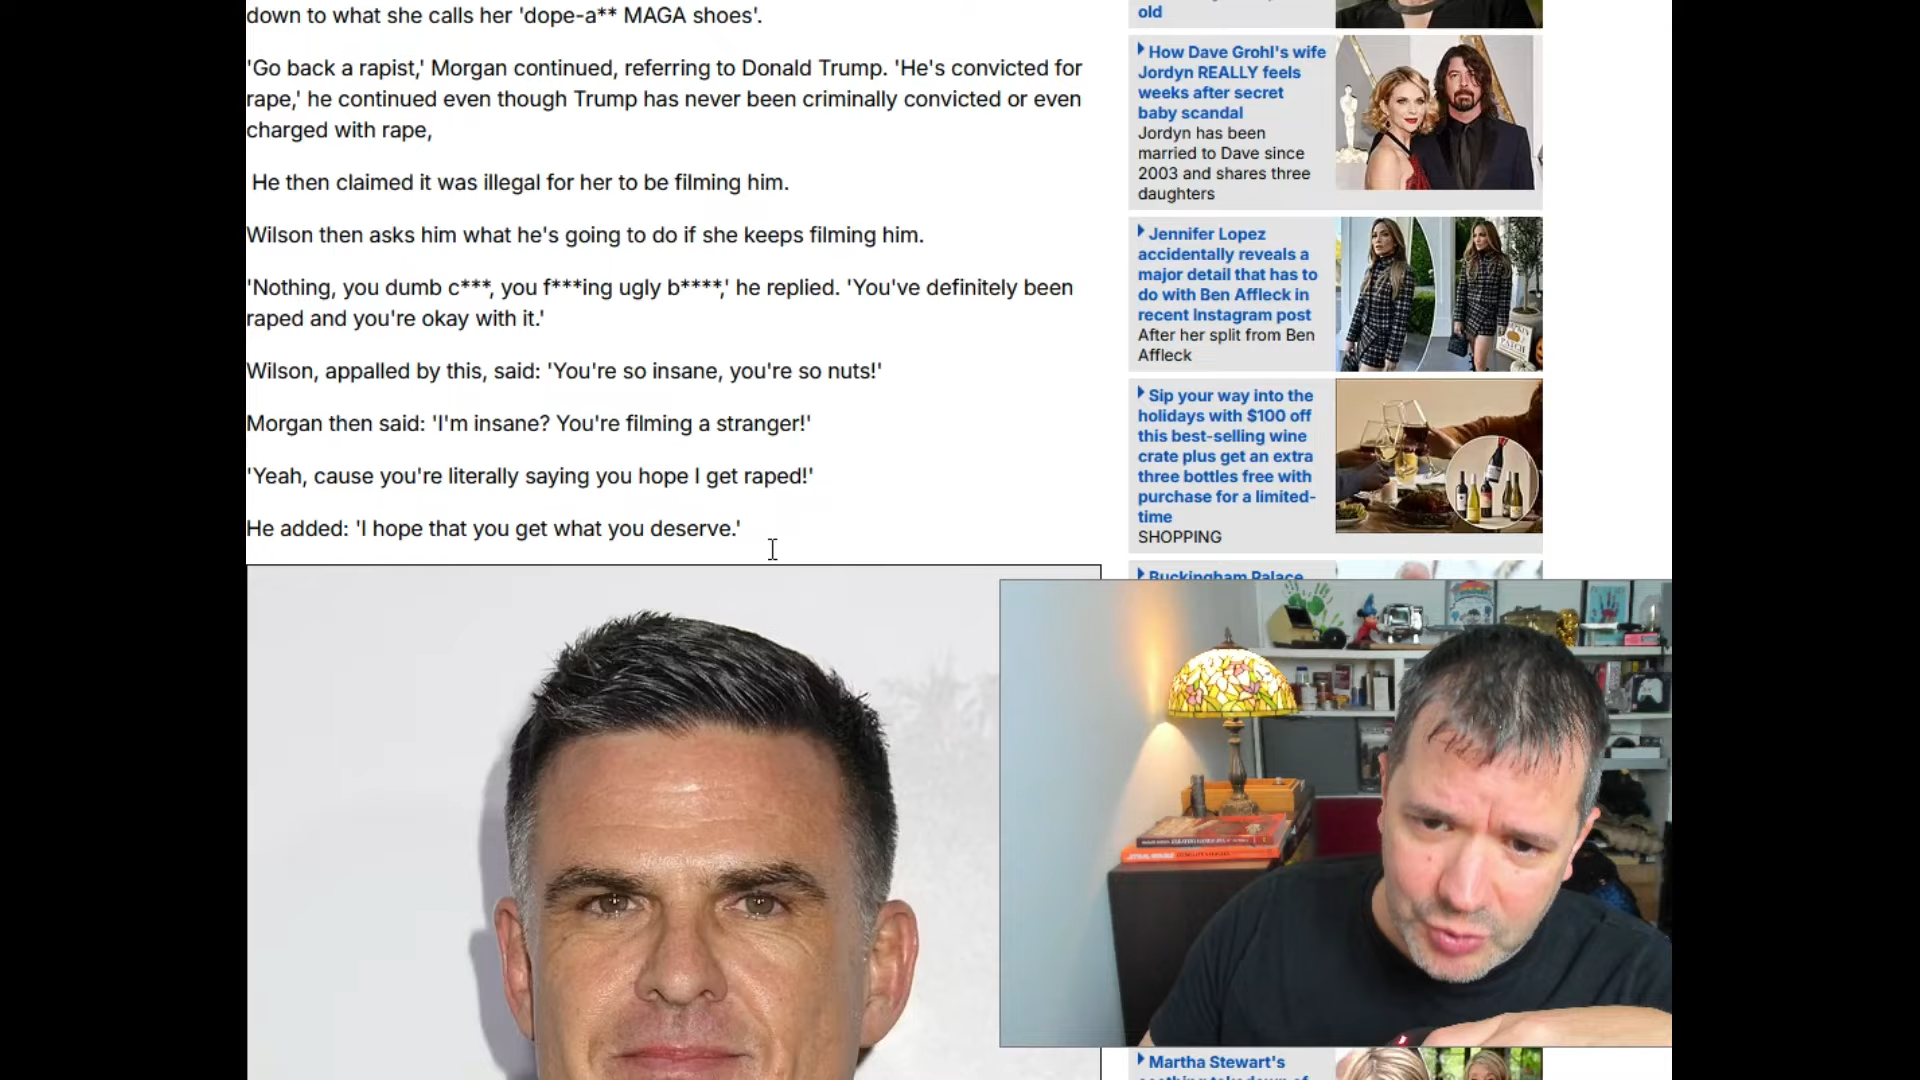 down to what she calls her 'dope-a** MAGA shoes'.
'Go back a rapist,' Morgan continued, referring to Donald Trump. 'He's convicted for
rape,' he continued even though Trump has never been criminally convicted or even
charged with rape,
He then claimed it was illegal for her to be filming him.
Wilson then asks him what he's going to do if she keeps filming him.
'Nothing, you dumb c***, you f***ing ugly b****,' he replied. 'You've definitely been
raped and you're okay with it.'
Wilson, appalled by this, said: 'You're so insane, you're so nuts!'
Morgan then said: 'I'm insane? You're filming a stranger!'
'Yeah, cause you're literally saying you hope I get raped!'
He added: 'I hope that you get what you deserve.'
old
How Dave Grohl's wife
Jordyn REALLY feels
weeks after secret
baby scandal
Jordyn has been
married to Dave since
2003 and shares three
daughters
Jennifer Lopez
accidentally reveals a
major detail that has to
do with Ben Affleck in
recent Instagram post
After her split from Ben
Affleck
Sip your way into the
holidays with $100 off
this best-selling wine
crate plus get an extra
three bottles free with
purchase for a limited-
time
SHOPPING
Buckingham Palace
STAR WARS
Martha Stewart's